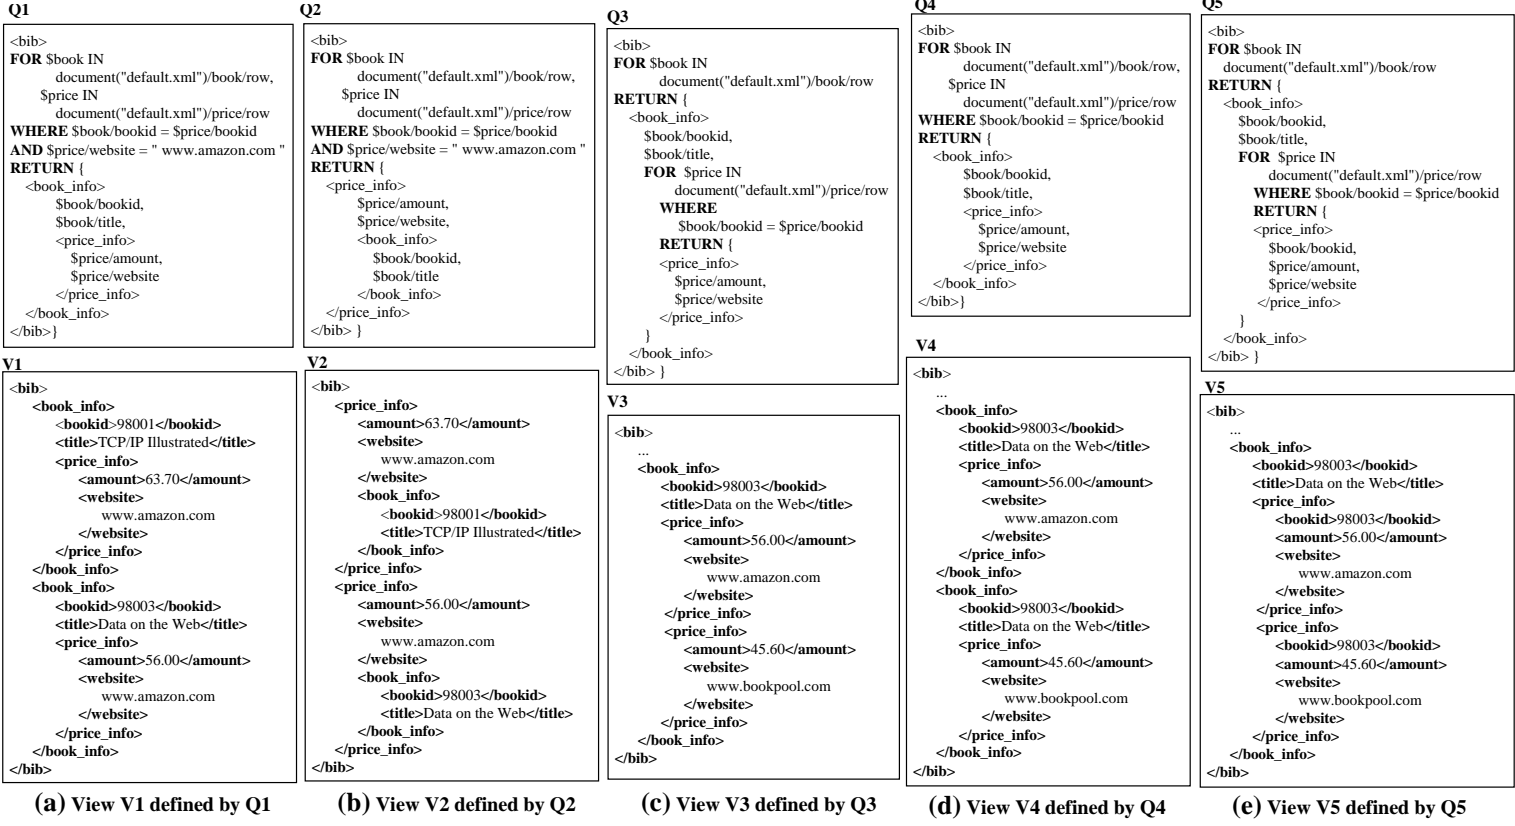 Q1
<bib>
FOR $book IN
document("default.xml")/book/row,
$price IN
document("default.xml")/price/row
WHERE $book/bookid = $price/bookid
AND $price/website = " www.amazon.com "
RETURN {
<book_info>
$book/bookid,
$book/title,
<price_info>
$price/amount,
$price/website
</price_info>
</book_info>
</bib>}
V1
<bib>
<book_info>
<bookid>98001</bookid>
<title>TCP/IP Illustrated</title>
<price_info>
<amount>63.70</amount>
<website>
www.amazon.com
</website>
</price_info>
</book_info>
<book_info>
<bookid>98003</bookid>
<title>Data on the Web</title>
<price_info>
<amount>56.00</amount>
<website>
www.amazon.com
</website>
</price_info>
</book_info>
</bib>
(a) View V1 defined by Q1
Q2
<bib>
FOR $book IN
document("default.xml")/book/row,
$price IN
document("default.xml")/price/row
WHERE $book/bookid = $price/bookid
AND $price/website = " www.amazon.com "
RETURN {
<price_info>
$price/amount,
$price/website,
<book_info>
$book/bookid,
$book/title
</book_info>
</price_info>
</bib> }
V2
<bib>
<price_info>
<amount>63.70</amount>
<website>
www.amazon.com
</website>
<book_info>
<bookid>98001</bookid>
<title>TCP/IP Illustrated</title>
</book_info>
</price_info>
<price_info>
<amount>56.00</amount>
<website>
www.amazon.com
</website>
<book_info>
<bookid>98003</bookid>
<title>Data on the Web</title>
</book_info>
</price_info>
</bib>
(b) View V2 defined by Q2
Q3
<bib>
FOR $book IN
document("default.xml")/book/row
RETURN {
<book_info>
$book/bookid,
$book/title,
FOR $price IN
document("default.xml")/price/row
WHERE
$book/bookid = $price/bookid
RETURN {
<price_info>
$price/amount,
$price/website
</price_info>
}
</book_info>
</bib> }
V3
<bib>
...
<book_info>
<bookid>98003</bookid>
<title>Data on the Web</title>
<price_info>
<amount>56.00</amount>
<website>
www.amazon.com
</website>
</price_info>
<price_info>
<amount>45.60</amount>
<website>
www.bookpool.com
</website>
</price_info>
</book_info>
</bib>
(c) View V3 defined by Q3
Q4
<bib>
FOR $book IN
document("default.xml")/book/row,
$price IN
document("default.xml")/price/row
WHERE $book/bookid = $price/bookid
RETURN {
<book_info>
$book/bookid,
$book/title,
<price_info>
$price/amount,
$price/website
</price_info>
</book_info>
</bib>}
V4
<bib>
...
<book_info>
<bookid>98003</bookid>
<title>Data on the Web</title>
<price_info>
<amount>56.00</amount>
<website>
www.amazon.com
</website>
</price_info>
</book_info>
<book_info>
<bookid>98003</bookid>
<title>Data on the Web</title>
<price_info>
<amount>45.60</amount>
<website>
www.bookpool.com
</website>
</price_info>
</book_info>
</bib>
(d) View V4 defined by Q4
Q5
<bib>
FOR $book IN
document("default.xml")/book/row
RETURN {
<book_info>
$book/bookid,
$book/title,
FOR $price IN
document("default.xml")/price/row
WHERE $book/bookid = $price/bookid
RETURN {
<price_info>
$book/bookid,
$price/amount,
$price/website
</price_info>
}
</book_info>
</bib> }
V5
<bib>
...
<book_info>
<bookid>98003</bookid>
<title>Data on the Web</title>
<price_info>
<bookid>98003</bookid>
<amount>56.00</amount>
<website>
www.amazon.com
</website>
</price_info>
<price_info>
<bookid>98003</bookid>
<amount>45.60</amount>
<website>
www.bookpool.com
</website>
</price_info>
</book_info>
</bib>
(e) View V5 defined by Q5